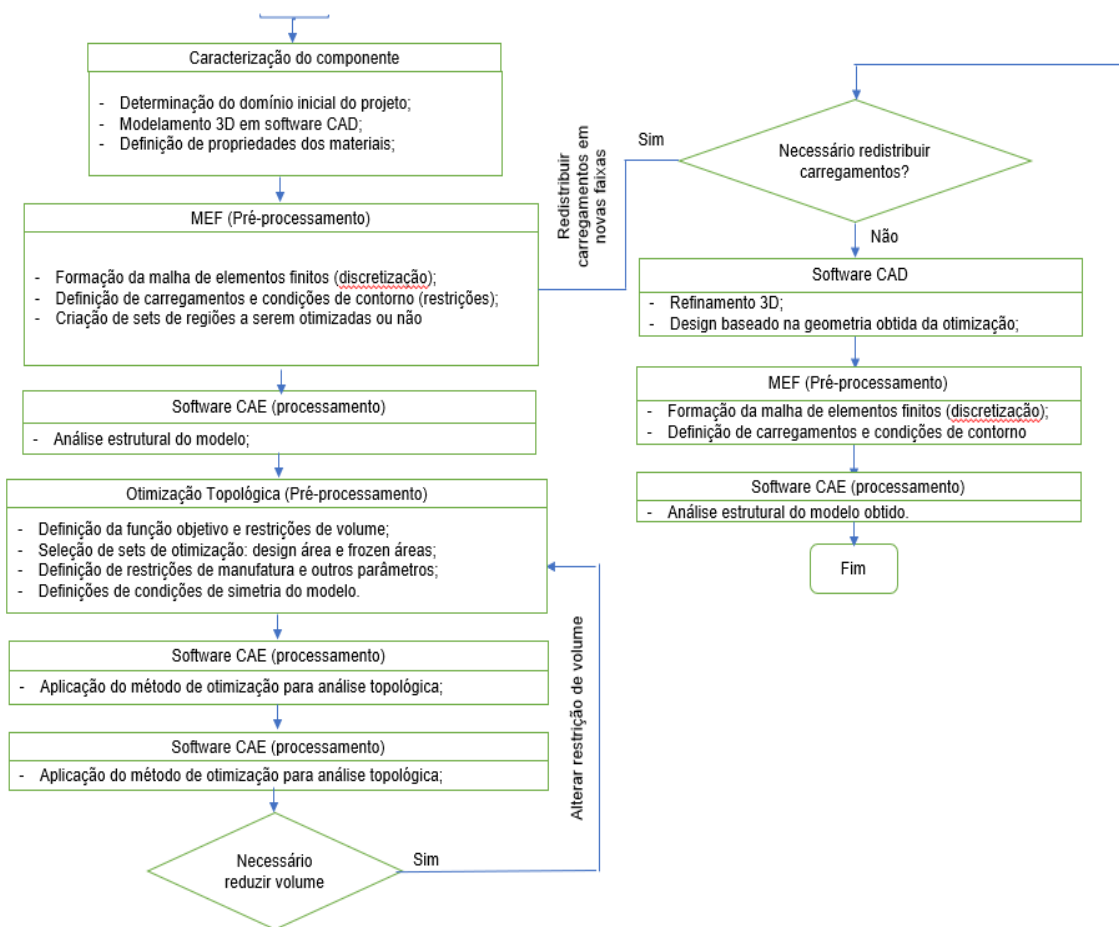 Caracterização do componente
- Determinação do domínio inicial do projeto;
- Modelamento 3D em software CAD;
- Definição de propriedades dos materiais;
MEF (Pré-processamento)
- Formação da malha de elementos finitos (discretização);
- Definição de carregamentos e condições de contorno (restrições);
- Criação de sets de regiões a serem otimizadas ou não
Software CAE (processamento)
- Análise estrutural do modelo;
Otimização Topológica (Pré-processamento)
- Definição da função objetivo e restrições de volume;
- Seleção de sets de otimização: design área e frozen áreas;
- Definição de restrições de manufatura e outros parâmetros;
- Definições de condições de simetria do modelo.
Software CAE (processamento)
- Aplicação do método de otimização para análise topológica;
Software CAE (processamento)
- Aplicação do método de otimização para análise topológica;
Necessário
reduzir volume
Sim
Alterar restrição de volume
Redistribuir
carregamentos em
novas faixas
Sim
Necessário redistribuir
carregamentos?
Não
Software CAD
- Refinamento 3D;
- Design baseado na geometria obtida da otimização;
MEF (Pré-processamento)
- Formação da malha de elementos finitos (discretização);
- Definição de carregamentos e condições de contorno
Software CAE (processamento)
- Análise estrutural do modelo obtido.
Fim